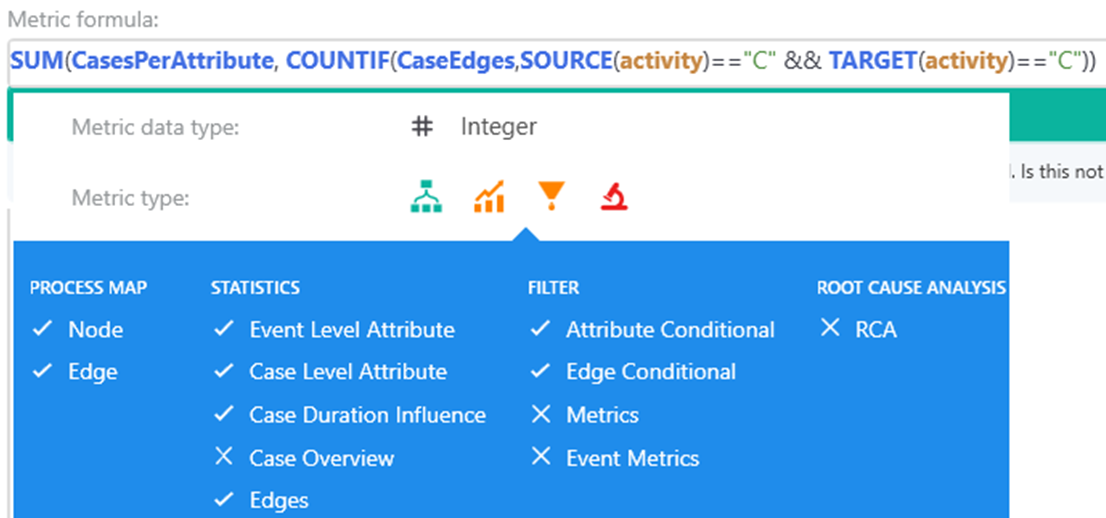 Metric formula:
SUM(CasesPerAttribute, COUNTIF(CaseEdges,SOURCE(activity)=="C" && TARGET(activity)=="C"))
Metric data type: # Integer
. Is this not
Metric type:
PROCESS MAP STATISTICS FILTER ROOT CAUSE ANALYSIS
Node Event Level Attribute Attribute Conditional RCA
Edge Case Level Attribute Edge Conditional
Case Duration Influence Metrics
Case Overview Event Metrics
Edges